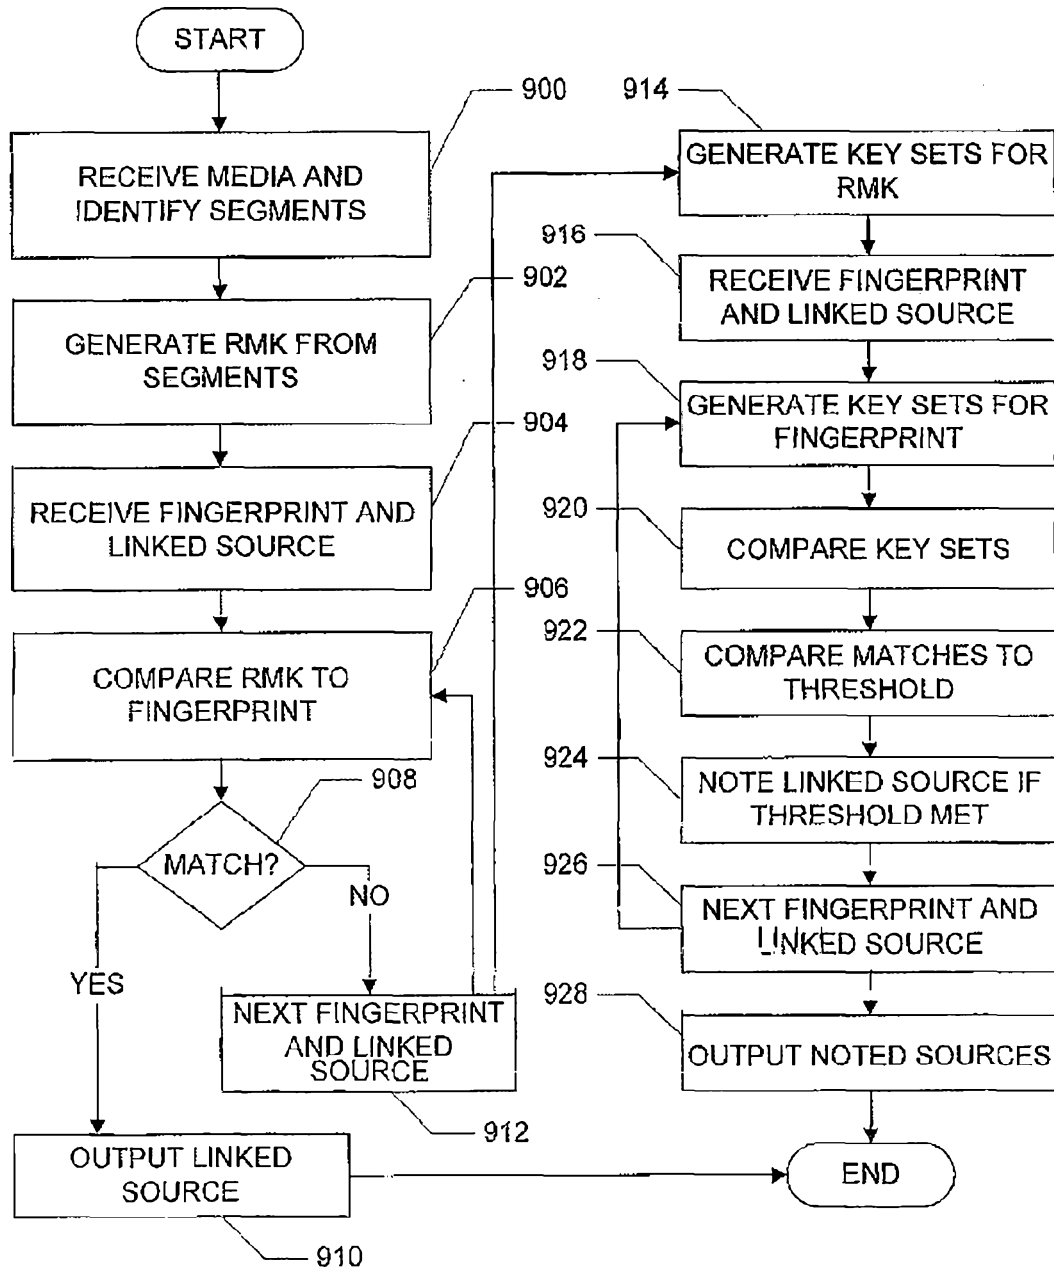 START
900
RECEIVE MEDIA AND
IDENTIFY SEGMENTS
902
GENERATE RMK FROM
SEGMENTS
904
RECEIVE FINGERPRINT AND
LINKED SOURCE
906
COMPARE RMK TO
FINGERPRINT
908
MATCH?
NO
YES
NEXT FINGERPRINT
AND LINKED
SOURCE
912
OUTPUT LINKED
SOURCE
910
914
GENERATE KEY SETS FOR
RMK
916
RECEIVE FINGERPRINT
AND LINKED SOURCE
918
GENERATE KEY SETS FOR
FINGERPRINT
920
COMPARE KEY SETS
922
COMPARE MATCHES TO
THRESHOLD
924
NOTE LINKED SOURCE IF
THRESHOLD MET
926
NEXT FINGERPRINT AND
LINKED SOURCE
928
OUTPUT NOTED SOURCES
END